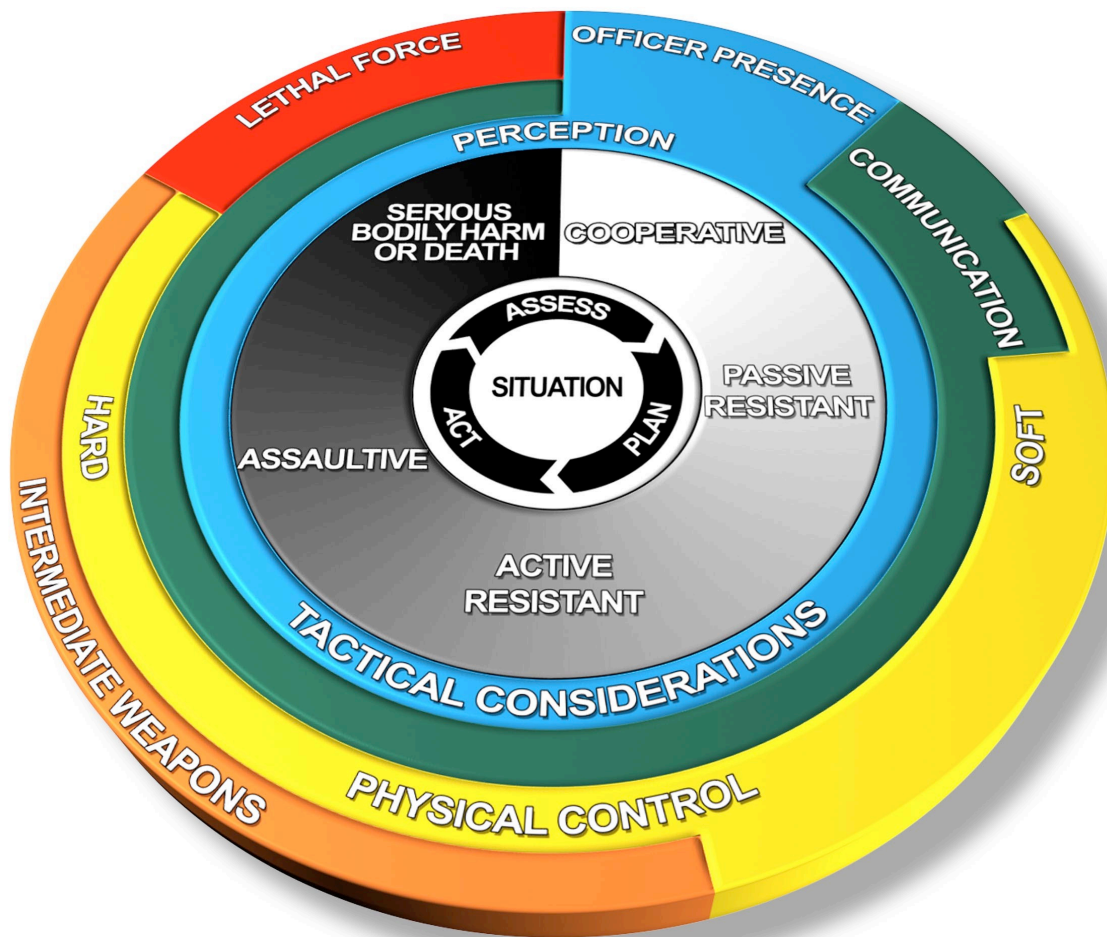 LETHAL FORCE
OFFICER PRESENCE
PERCEPTION
COMMUNICATION
SERIOUS
BODILY HARM
OR DEATH
COOPERATIVE
ASSESS
SITUATION
PLAN
ACT
PASSIVE
RESISTANT
SOFT
HARD
ASSAULTIVE
ACTIVE
RESISTANT
TACTICAL CONSIDERATIONS
INTERMEDIATE WEAPONS
PHYSICAL CONTROL